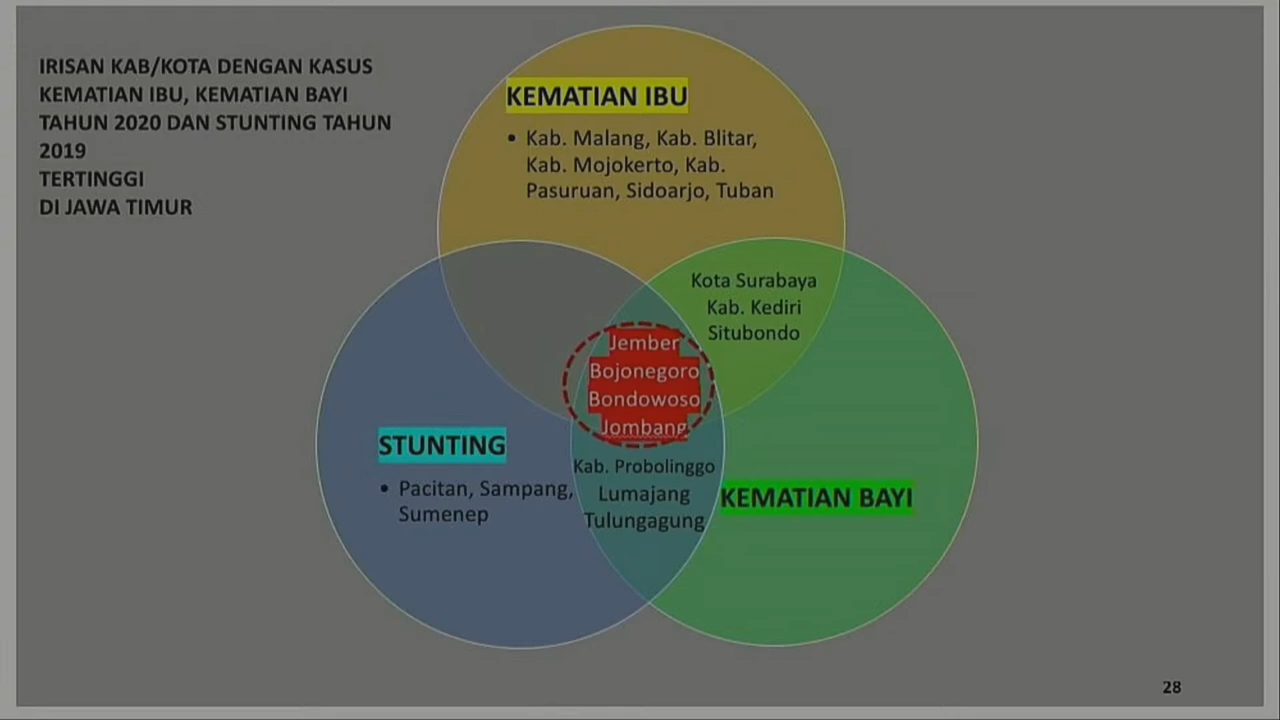 IRISAN KAB/KOTA DENGAN KASUS
KEMATIAN IBU, KEMATIAN BAYI
TAHUN 2020 DAN STUNTING TAHUN
2019
TERTINGGI
DI JAWA TIMUR
KEMATIAN IBU
• Kab. Malang, Kab. Blitar,
Kab. Mojokerto, Kab.
Pasuruan, Sidoarjo, Tuban
Kota Surabaya
Kab. Kediri
Situbondo
Jember
Bojonegoro
Bondowoso
Jombang
STUNTING
• Pacitan, Sampang,
Sumenep
Kab. Probolinggo
Lumajang
Tulungagung
KEMATIAN BAYI
28